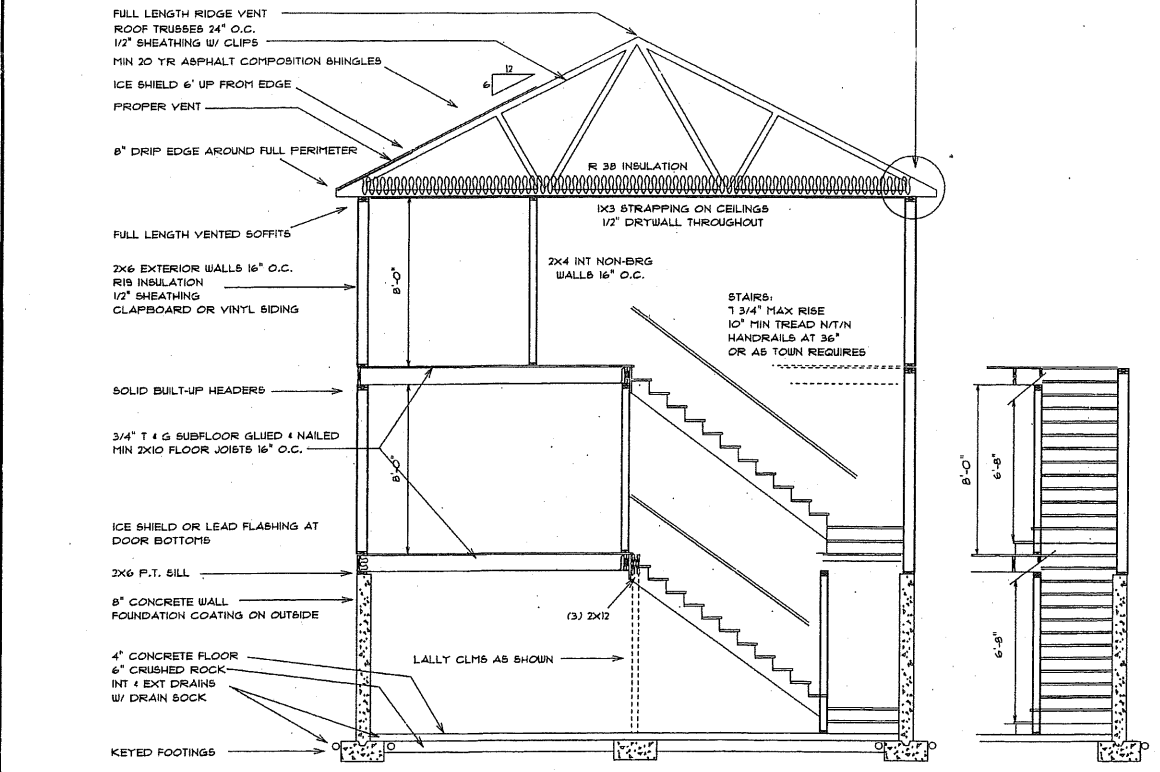 FULL LENGTH RIDGE VENT
ROOF TRUSSES 24" O.C.
1/2" SHEATHING W/ CLIPS
MIN 20 YR ASPHALT COMPOSITION SHINGLES
12
6
ICE SHIELD 6' UP FROM EDGE
PROPER VENT
8" DRIP EDGE AROUND FULL PERIMETER
R 38 INSULATION
1X3 STRAPPING ON CEILINGS
1/2" DRYWALL THROUGHOUT
FULL LENGTH VENTED SOFFITS
2X6 EXTERIOR WALLS 16" O.C.
R19 INSULATION
1/2" SHEATHING
CLAPBOARD OR VINYL SIDING
8'-0"
2X4 INT NON-BRG
WALLS 16" O.C.
STAIRS:
7 3/4" MAX RISE
10" MIN TREAD N/T/N
HANDRAILS AT 36"
OR AS TOWN REQUIRES
SOLID BUILT-UP HEADERS
3/4" T & G SUBFLOOR GLUED & NAILED
MIN 2X10 FLOOR JOISTS 16" O.C.
8'-0"
8'-0"
6'-8"
ICE SHIELD OR LEAD FLASHING AT
DOOR BOTTOMS
2X6 P.T. SILL
8" CONCRETE WALL
FOUNDATION COATING ON OUTSIDE
(3) 2X12
4" CONCRETE FLOOR
6" CRUSHED ROCK
INT & EXT DRAINS
W/ DRAIN SOCK
LALLY CLMS AS SHOWN
6'-8"
KEYED FOOTINGS